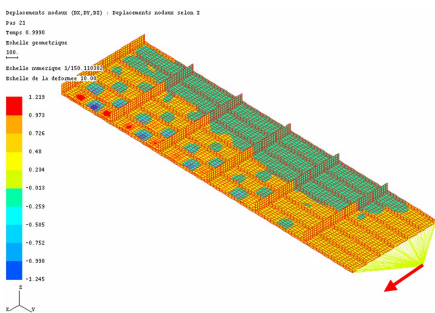 Deplacements nodaux (DX,DY,DZ) : Deplacements nodaux selon Z
Pas 21
Temps 0.9990
Echelle geometrique
100.
Echelle numerique 1/150.110302
Echelle de la deformee 10.00
1.219
0.973
0.726
0.48
0.234
-0.013
-0.259
-0.505
-0.752
-0.998
-1.245
Z
X
Y